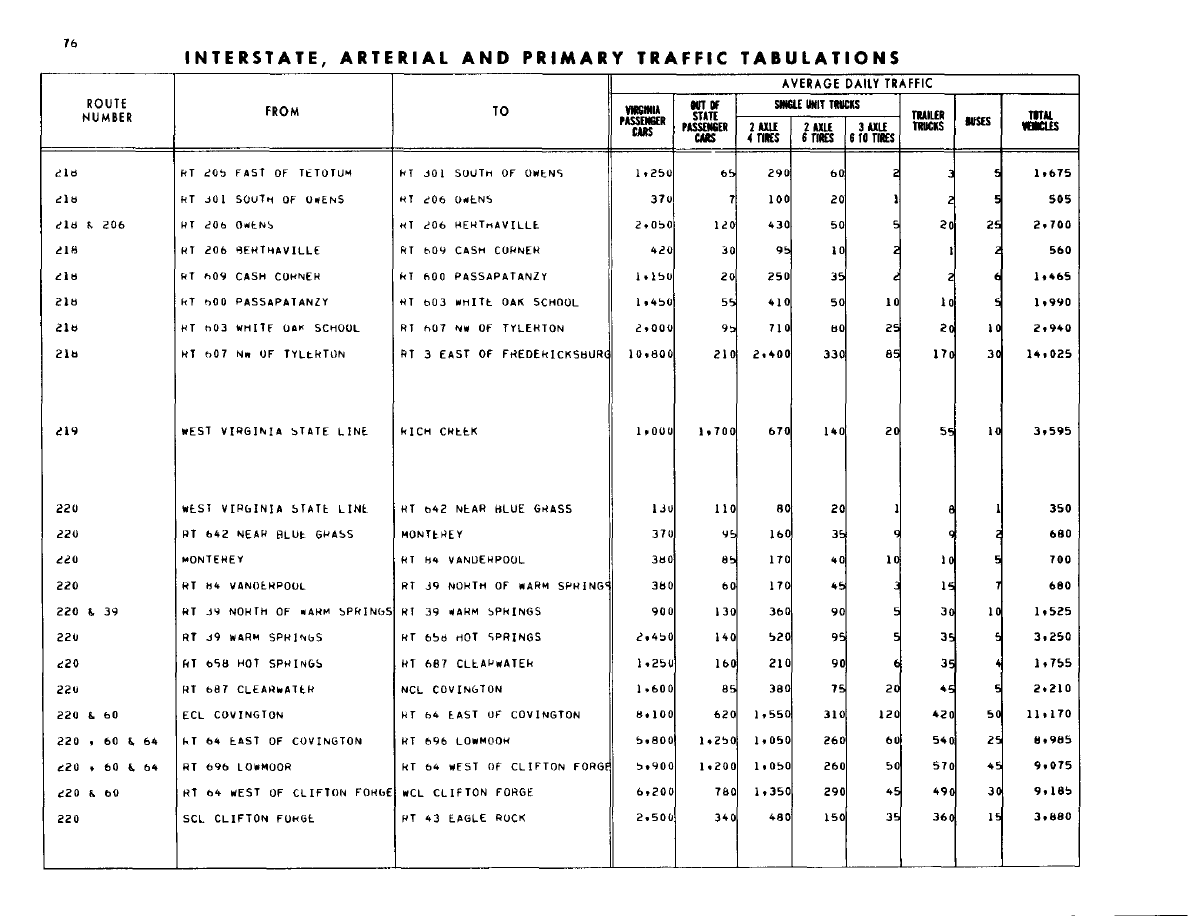 76
INTERSTATE, ARTERIAL AND PRIMARY TRAFFIC TABULATIONS
AVERAGE DAILY TRAFFIC
ROUTE NUMBER FROM TO VIRGINIA PASSENGER CARS OUT OF STATE PASSENGER CARS SINGLE UNIT TRUCKS 2 AXLE 4 TIRES 2 AXLE 6 TIRES 3 AXLE 6 TO TIRES TRAILER TRUCKS BUSES TOTAL VEHICLES
218 RT 205 EAST OF TETOTUM RT 301 SOUTH OF OWENS 1,250 65 290 60 2 3 5 1,675
218 RT 301 SOUTH OF OWENS RT 206 OWENS 370 7 100 20 1 2 5 505
218 & 206 RT 206 OWENS RT 206 BERTHAVILLE 2,050 120 430 50 5 20 25 2,700
218 RT 206 BERTHAVILLE RT 609 CASH CORNER 420 30 95 10 2 1 2 560
218 RT 609 CASH CORNER RT 600 PASSAPATANZY 1,150 20 250 35 2 2 6 1,465
218 RT 600 PASSAPATANZY RT 603 WHITE OAK SCHOOL 1,450 55 410 50 10 10 5 1,990
218 RT 603 WHITE OAK SCHOOL RT 607 NW OF TYLERTON 2,000 95 710 80 25 20 10 2,940
218 RT 607 NW OF TYLERTON RT 3 EAST OF FREDERICKSBURG 10,800 210 2,400 330 85 170 30 14,025
219 WEST VIRGINIA STATE LINE RICH CREEK 1,000 1,700 670 140 20 55 10 3,595
220 WEST VIRGINIA STATE LINE RT 642 NEAR BLUE GRASS 130 110 80 20 1 8 1 350
220 RT 642 NEAR BLUE GRASS MONTEREY 370 95 160 35 9 9 2 680
220 MONTEREY RT 84 VANDERPOOL 380 85 170 40 10 10 5 700
220 RT 84 VANDERPOOL RT 39 NORTH OF WARM SPRINGS 380 60 170 45 3 15 7 680
220 & 39 RT 39 NORTH OF WARM SPRINGS RT 39 WARM SPRINGS 900 130 360 90 5 30 10 1,525
220 RT 39 WARM SPRINGS RT 658 HOT SPRINGS 2,450 140 520 95 5 35 5 3,250
220 RT 658 HOT SPRINGS RT 687 CLEARWATER 1,250 160 210 90 6 35 4 1,755
220 RT 687 CLEARWATER NCL COVINGTON 1,600 85 380 75 20 45 5 2,210
220 & 60 ECL COVINGTON RT 64 EAST OF COVINGTON 8,100 620 1,550 310 120 420 50 11,170
220 , 60 & 64 RT 64 EAST OF COVINGTON RT 696 LOWMOOR 5,800 1,250 1,050 260 60 540 25 8,985
220 , 60 & 64 RT 696 LOWMOOR RT 64 WEST OF CLIFTON FORGE 5,900 1,200 1,050 260 50 570 45 9,075
220 & 60 RT 64 WEST OF CLIFTON FORGE WCL CLIFTON FORGE 6,200 780 1,350 290 45 490 30 9,185
220 SCL CLIFTON FORGE RT 43 EAGLE ROCK 2,500 340 480 150 35 360 15 3,880